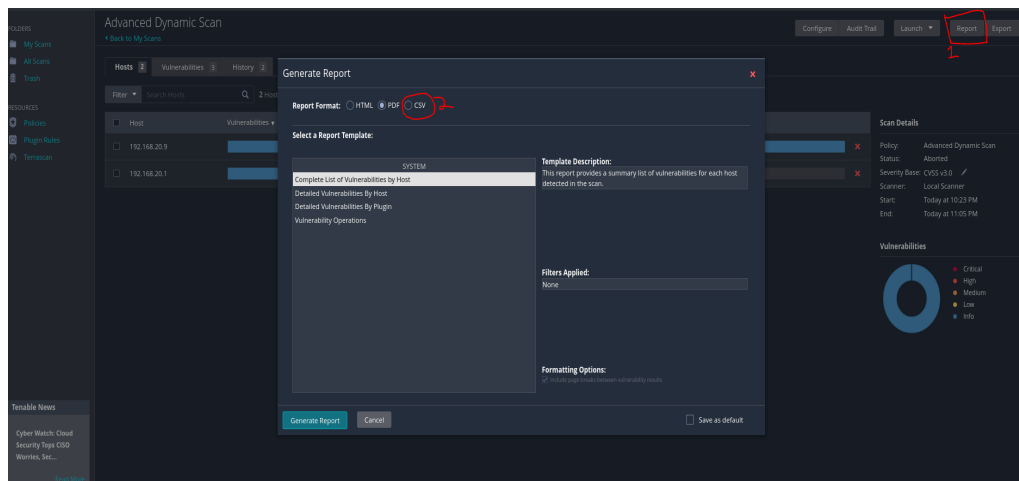 FOLDERS
My Scans
All Scans
Trash
RESOURCES
Policies
Plugin Rules
Terrascan
Tenable News
Cyber Watch: Cloud
Security Tops CISO
Worries, Sec...
Read More
Advanced Dynamic Scan
Back to My Scans
Configure Audit Trail Launch Report Export
1
Hosts 2 Vulnerabilities 3 History 2
Filter Search Hosts 2 Host
Host Vulnerabilities
192.168.20.9
192.168.20.1
Generate Report X
Report Format: HTML PDF CSV 2
Select a Report Template:
SYSTEM
Complete List of Vulnerabilities by Host
Detailed Vulnerabilities By Host
Detailed Vulnerabilities By Plugin
Vulnerability Operations
Template Description:
This report provides a summary list of vulnerabilities for each host
detected in the scan.
Filters Applied:
None
Formatting Options:
Include page breaks between vulnerability results
Generate Report Cancel Save as default
Scan Details
Policy: Advanced Dynamic Scan
Status: Aborted
Severity Base: CVSS v3.0
Scanner: Local Scanner
Start: Today at 10:23 PM
End: Today at 11:05 PM
Vulnerabilities
Critical
High
Medium
Low
Info